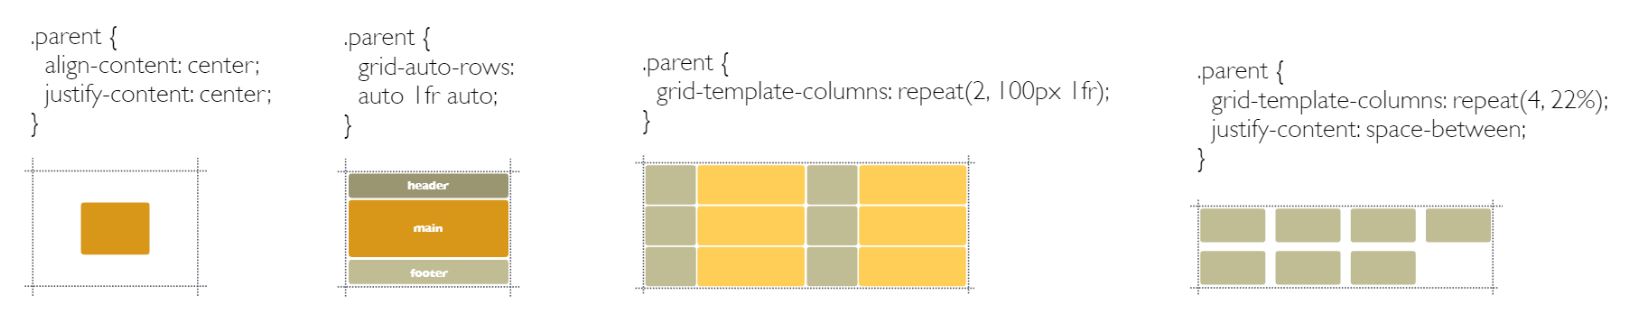 .parent {
align-content: center;
justify-content: center;
}
.parent {
grid-auto-rows:
auto 1fr auto;
}
header
main
footer
.parent {
grid-template-columns: repeat(2, 100px 1fr);
}
.parent {
grid-template-columns: repeat(4, 22%);
justify-content: space-between;
}